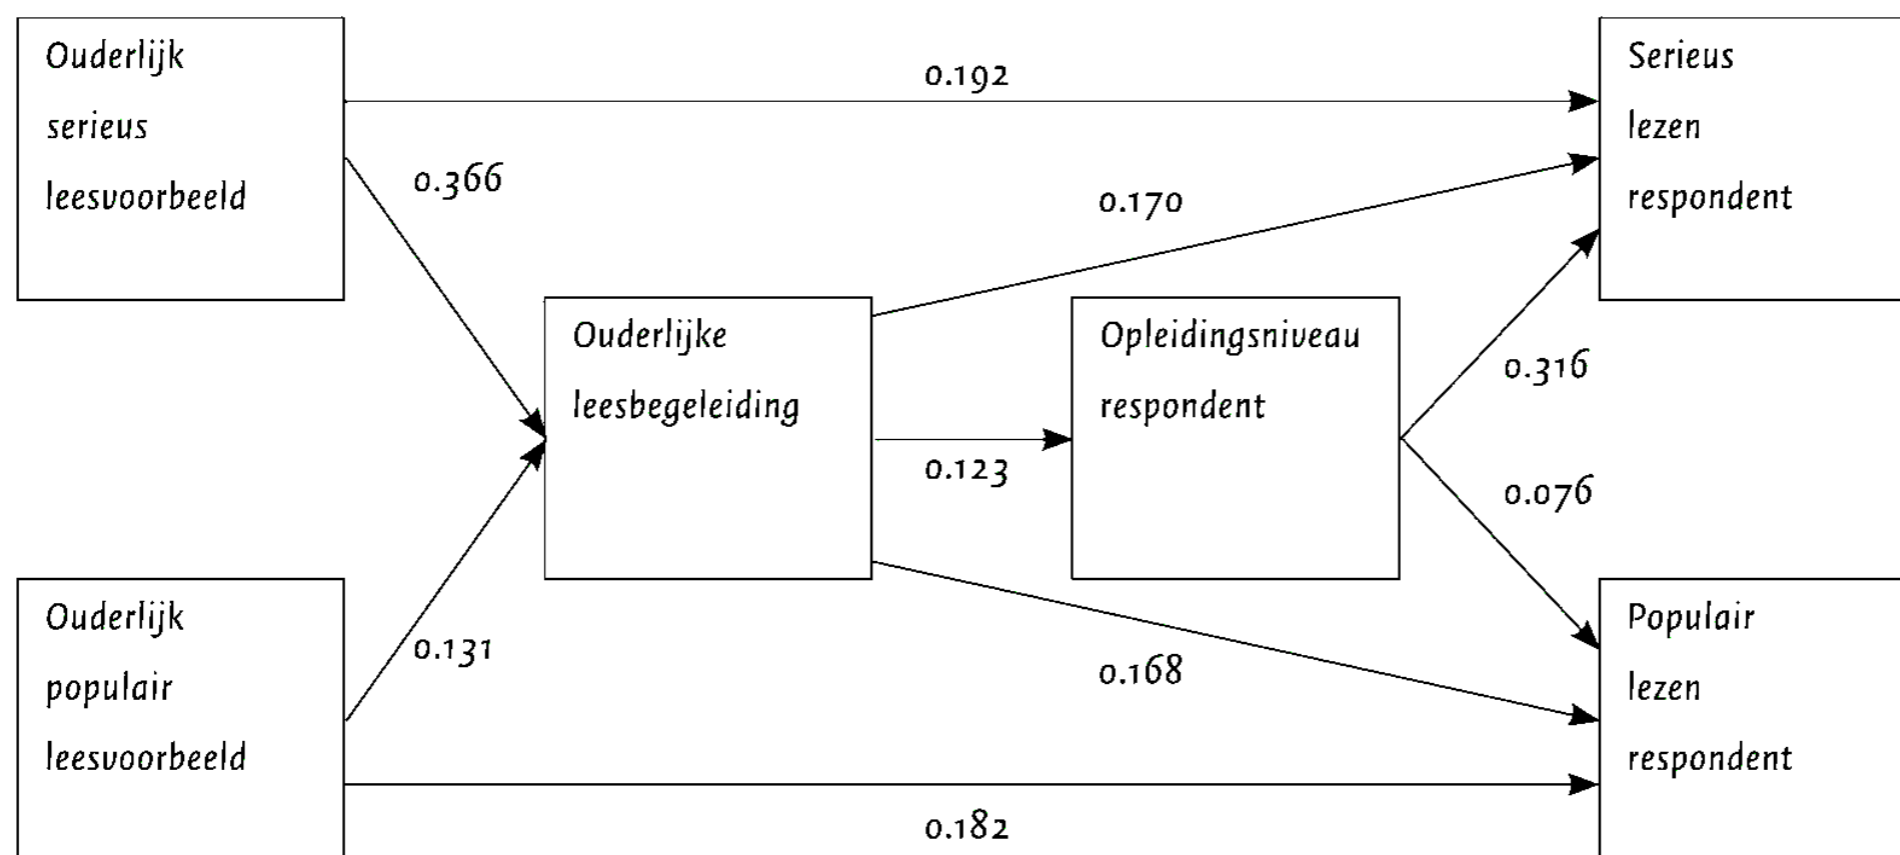 Ouderlijk
serieus
leesvoorbeeld
0.192
Serieus
lezen
respondent
0.366
0.170
Ouderlijke
leesbegeleiding
Opleidingsniveau
respondent
0.316
0.123
0.076
Ouderlijk
populair
leesvoorbeeld
0.131
0.168
Populair
lezen
respondent
0.182